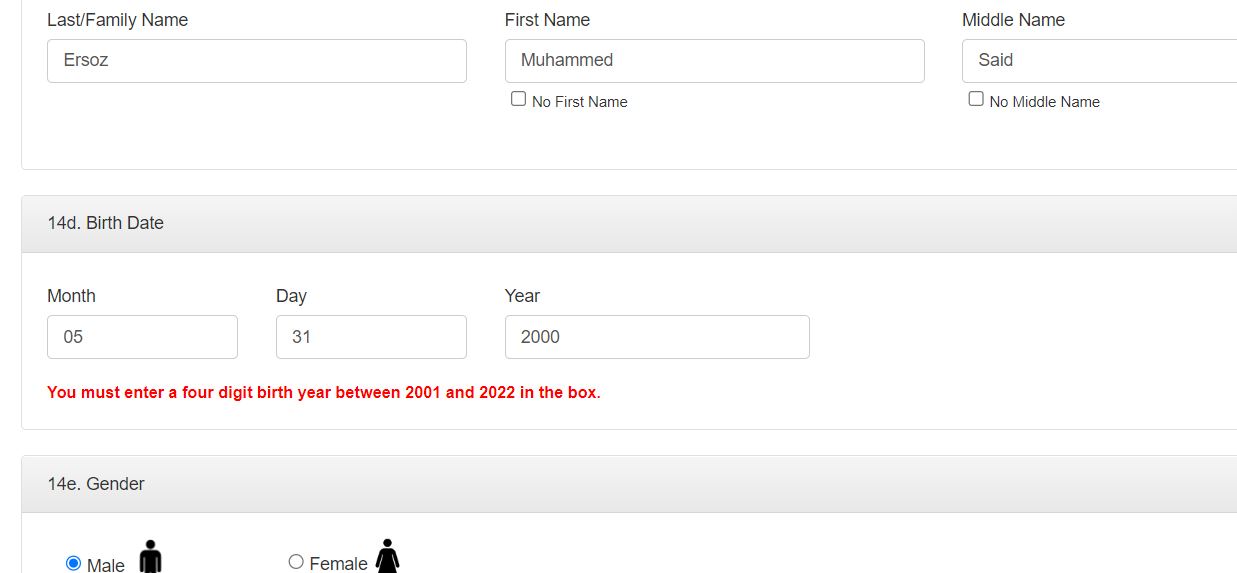 Last/Family Name First Name Middle Name
Ersoz Muhammed Said
No First Name No Middle Name
14d. Birth Date
Month Day Year
05 31 2000
You must enter a four digit birth year between 2001 and 2022 in the box.
14e. Gender
Male Female